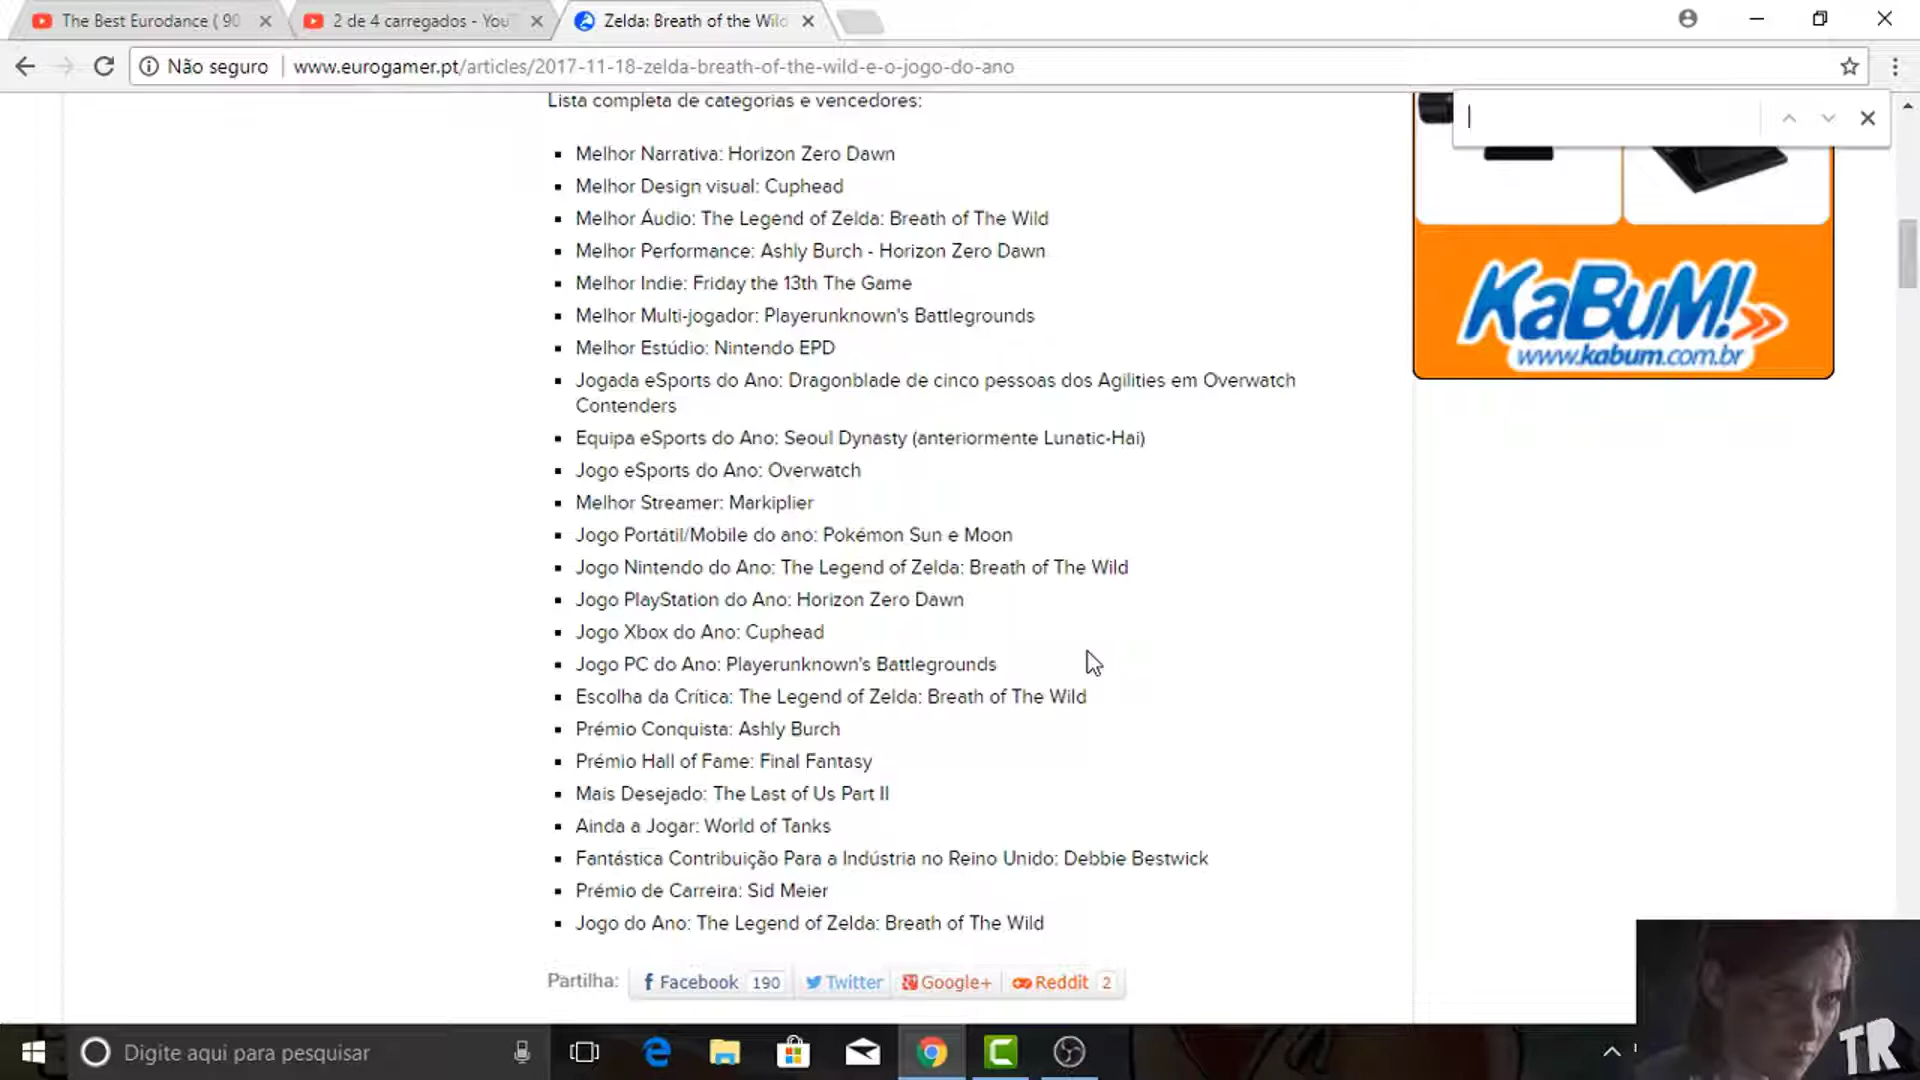 The Best Eurodance ( 90
2 de 4 carregados - You
Zelda: Breath of the Wild
Não seguro
www.eurogamer.pt/articles/2017-11-18-zelda-breath-of-the-wild-e-o-jogo-do-ano
Lista completa de categorias e vencedores:
Melhor Narrativa: Horizon Zero Dawn
Melhor Design visual: Cuphead
Melhor Áudio: The Legend of Zelda: Breath of The Wild
Melhor Performance: Ashly Burch - Horizon Zero Dawn
Melhor Indie: Friday the 13th The Game
Melhor Multi-jogador: Playerunknown's Battlegrounds
Melhor Estúdio: Nintendo EPD
Jogada eSports do Ano: Dragonblade de cinco pessoas dos Agilities em Overwatch
Contenders
Equipa eSports do Ano: Seoul Dynasty (anteriormente Lunatic-Hai)
Jogo eSports do Ano: Overwatch
Melhor Streamer: Markiplier
Jogo Portátil/Mobile do ano: Pokémon Sun e Moon
Jogo Nintendo do Ano: The Legend of Zelda: Breath of The Wild
Jogo PlayStation do Ano: Horizon Zero Dawn
Jogo Xbox do Ano: Cuphead
Jogo PC do Ano: Playerunknown's Battlegrounds
Escolha da Crítica: The Legend of Zelda: Breath of The Wild
Prémio Conquista: Ashly Burch
Prémio Hall of Fame: Final Fantasy
Mais Desejado: The Last of Us Part II
Ainda a Jogar: World of Tanks
Fantástica Contribuição Para a Indústria no Reino Unido: Debbie Bestwick
Prémio de Carreira: Sid Meier
Jogo do Ano: The Legend of Zelda: Breath of The Wild
Partilha: Facebook 190 Twitter Google+ Reddit 2
KaBuM!
www.kabum.com.br
Digite aqui para pesquisar
TR